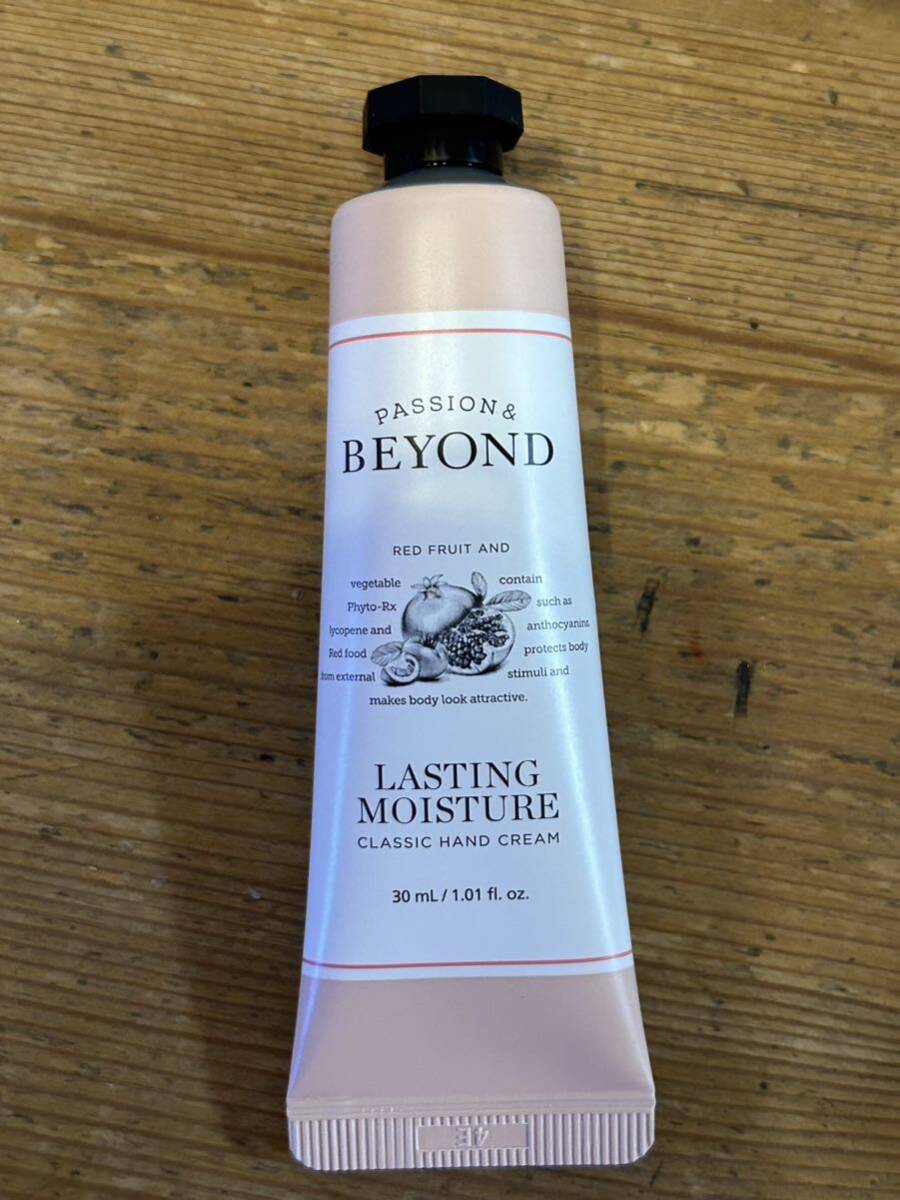 PASSION &
BEYOND
RED FRUIT AND
vegetable contain
Phyto-Rx such as
lycopene and anthocyanins
Red food protects body
from external stimuli and
makes body look attractive.
LASTING
MOISTURE
CLASSIC HAND CREAM
30 mL / 1.01 fl. oz.
4E